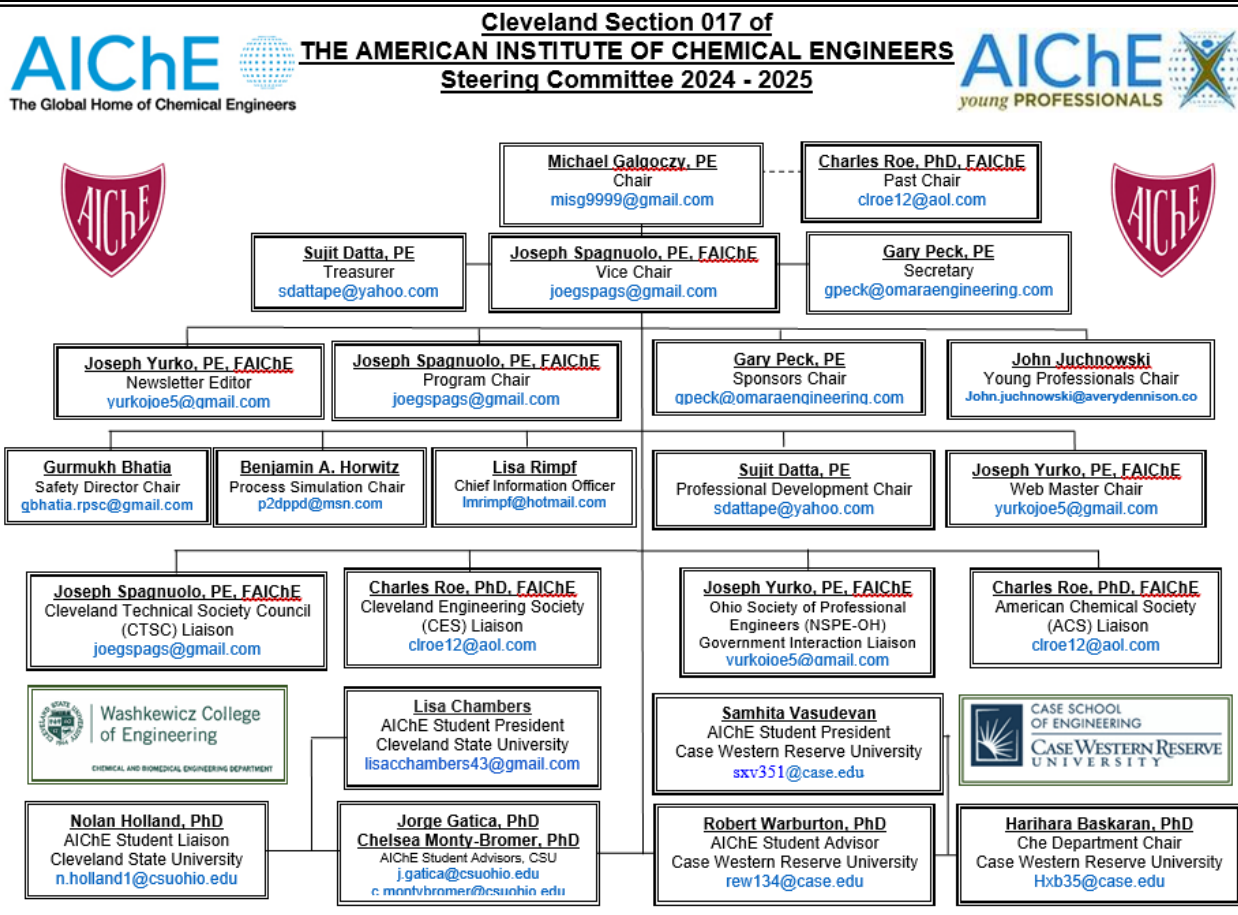 Cleveland Section 017 of
THE AMERICAN INSTITUTE OF CHEMICAL ENGINEERS
Steering Committee 2024 - 2025
AIChE
The Global Home of Chemical Engineers
AIChE
young PROFESSIONALS
AIChE
AIChE
Michael Galgoczy, PE
Chair
misg9999@gmail.com
Charles Roe, PhD, FAIChE
Past Chair
clroe12@aol.com
Sujit Datta, PE
Treasurer
sdattape@yahoo.com
Joseph Spagnuolo, PE, FAIChE
Vice Chair
joegspags@gmail.com
Gary Peck, PE
Secretary
gpeck@omaraengineering.com
Joseph Yurko, PE, FAIChE
Newsletter Editor
yurkojoe5@gmail.com
Joseph Spagnuolo, PE, FAIChE
Program Chair
joegspags@gmail.com
Gary Peck, PE
Sponsors Chair
gpeck@omaraengineering.com
John Juchnowski
Young Professionals Chair
John.juchnowski@averydennison.co
Gurmukh Bhatia
Safety Director Chair
gbhatia.rpsc@gmail.com
Benjamin A. Horwitz
Process Simulation Chair
p2dppd@msn.com
Lisa Rimpf
Chief Information Officer
lmrimpf@hotmail.com
Sujit Datta, PE
Professional Development Chair
sdattape@yahoo.com
Joseph Yurko, PE, FAIChE
Web Master Chair
yurkojoe5@gmail.com
Joseph Spagnuolo, PE, FAIChE
Cleveland Technical Society Council
(CTSC) Liaison
joegspags@gmail.com
Charles Roe, PhD, FAIChE
Cleveland Engineering Society
(CES) Liaison
clroe12@aol.com
Joseph Yurko, PE, FAIChE
Ohio Society of Professional
Engineers (NSPE-OH)
Government Interaction Liaison
yurkojoe5@gmail.com
Charles Roe, PhD, FAIChE
American Chemical Society
(ACS) Liaison
clroe12@aol.com
Washkewicz College
of Engineering
CHEMICAL AND BIOMEDICAL ENGINEERING DEPARTMENT
Lisa Chambers
AIChE Student President
Cleveland State University
lisacchambers43@gmail.com
Samhita Vasudevan
AIChE Student President
Case Western Reserve University
sxv351@case.edu
CASE SCHOOL
OF ENGINEERING
CASE WESTERN RESERVE
UNIVERSITY
Nolan Holland, PhD
AIChE Student Liaison
Cleveland State University
n.holland1@csuohio.edu
Jorge Gatica, PhD
Chelsea Monty-Bromer, PhD
AIChE Student Advisors, CSU
j.gatica@csuohio.edu
c.montybromer@csuohio.edu
Robert Warburton, PhD
AIChE Student Advisor
Case Western Reserve University
rew134@case.edu
Harihara Baskaran, PhD
Che Department Chair
Case Western Reserve University
Hxb35@case.edu